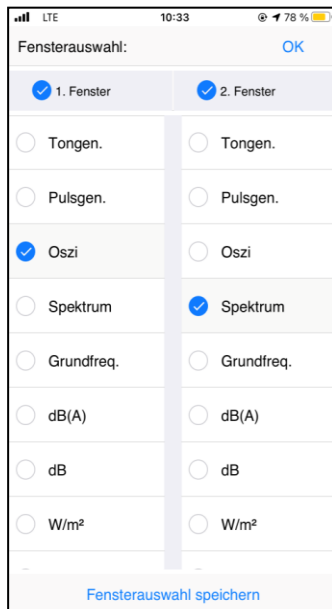 LTE 10:33 78 %
Fensterauswahl: OK
1. Fenster 2. Fenster
Tongen. Tongen.
Pulsgen. Pulsgen.
Oszi Oszi
Spektrum Spektrum
Grundfreq. Grundfreq.
dB(A) dB(A)
dB dB
W/m² W/m²
Fensterauswahl speichern